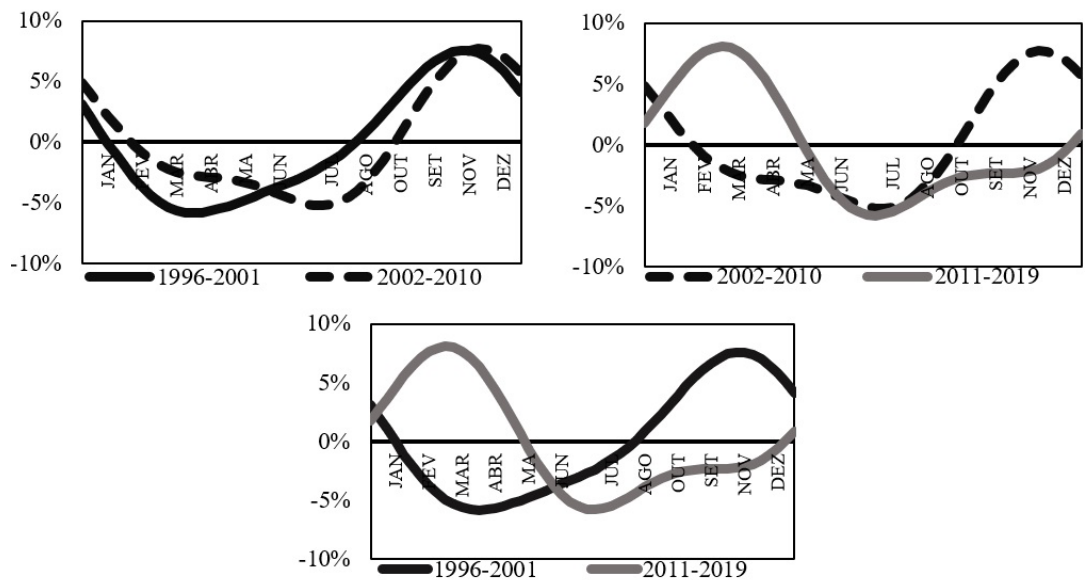 10%
5%
0%
-5%
-10%
JAN
FEV
MAR
ABR
MA
JUN
JUL
AGO
OUT
SET
NOV
DEZ
1996-2001
2002-2010
10%
5%
0%
-5%
-10%
JAN
FEV
MAR
ABR
MA
JUN
JUL
AGO
OUT
SET
NOV
DEZ
2002-2010
2011-2019
10%
5%
0%
-5%
-10%
JAN
FEV
MAR
ABR
MA
JUN
JUL
AGO
OUT
SET
NOV
DEZ
1996-2001
2011-2019